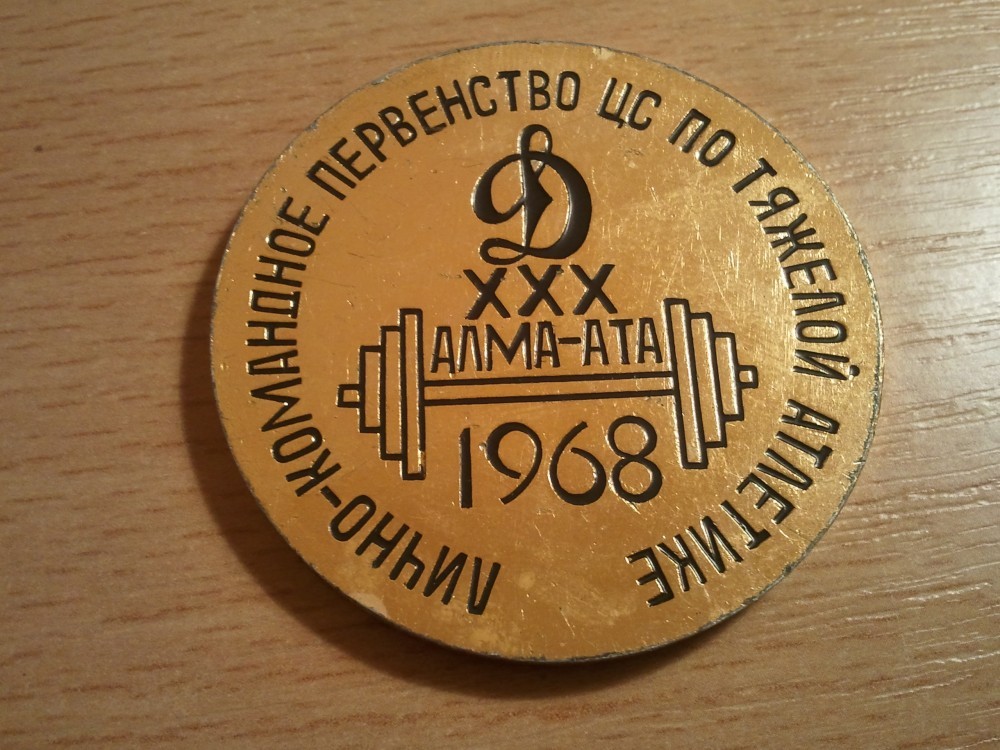 ЛИЧНО-КОМАНДНОЕ ПЕРВЕНСТВО ЦС ПО ТЯЖЕЛОЙ АТЛЕТИКЕ
Д
XXX
АЛМА-АТА
1968